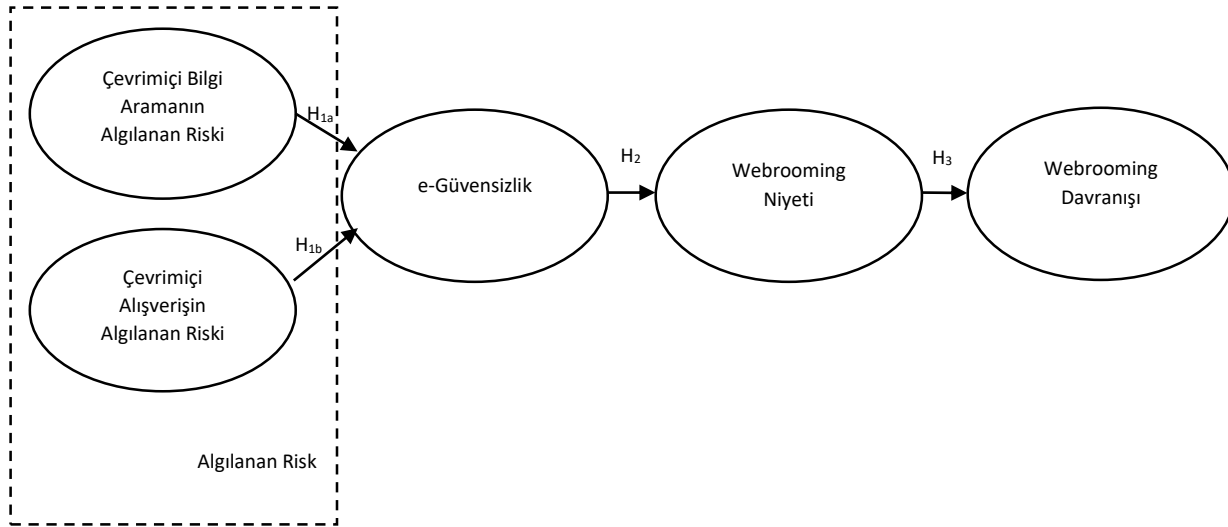 Çevrimiçi Bilgi
Aramanın
Algılanan Riski
H1a
e-Güvensizlik
H2
Webrooming
Niyeti
H3
Webrooming
Davranışı
H1b
Çevrimiçi
Alışverişin
Algılanan Riski
Algılanan Risk